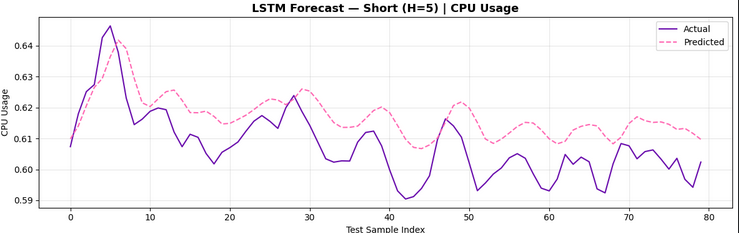 LSTM Forecast — Short (H=5) | CPU Usage
Actual
Predicted
CPU Usage
0.64
0.63
0.62
0.61
0.60
0.59
0 10 20 30 40 50 60 70 80
Test Sample Index